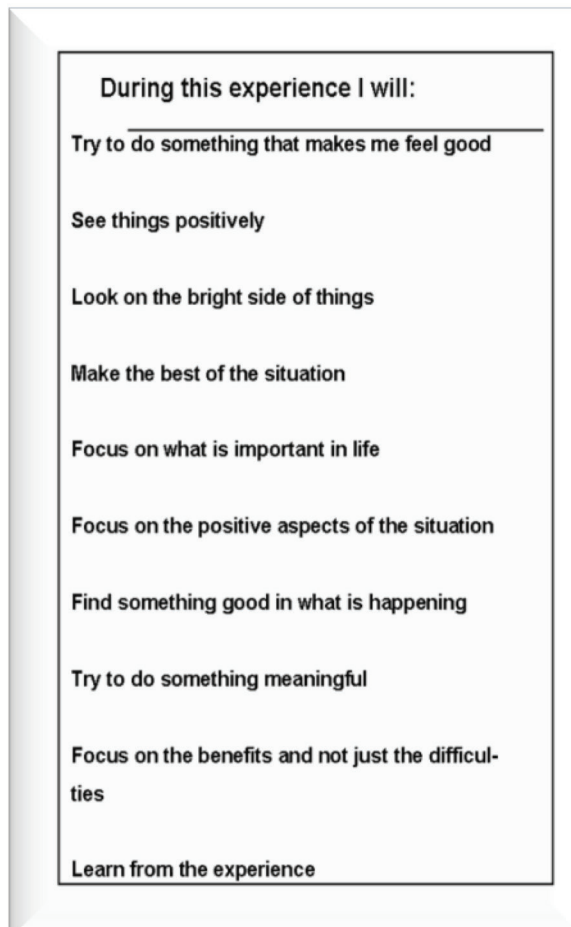 During this experience I will:
Try to do something that makes me feel good
See things positively
Look on the bright side of things
Make the best of the situation
Focus on what is important in life
Focus on the positive aspects of the situation
Find something good in what is happening
Try to do something meaningful
Focus on the benefits and not just the difficul-
ties
Learn from the experience